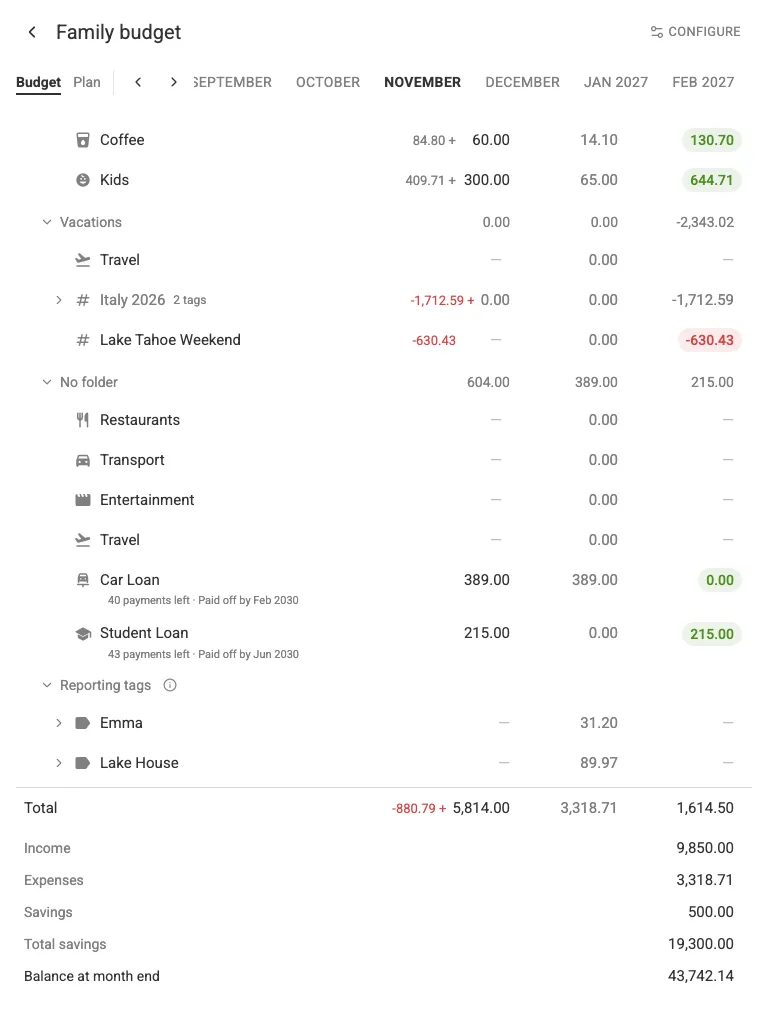 Family budget CONFIGURE
Budget Plan SEPTEMBER OCTOBER NOVEMBER DECEMBER JAN 2027 FEB 2027
Coffee 84.80 + 60.00 14.10 130.70
Kids 409.71 + 300.00 65.00 644.71
Vacations 0.00 0.00 -2,343.02
Travel — 0.00 —
# Italy 2026 2 tags -1,712.59 + 0.00 0.00 -1,712.59
# Lake Tahoe Weekend -630.43 — 0.00 -630.43
No folder 604.00 389.00 215.00
Restaurants — 0.00 —
Transport — 0.00 —
Entertainment — 0.00 —
Travel — 0.00 —
Car Loan 389.00 389.00 0.00
40 payments left · Paid off by Feb 2030
Student Loan 215.00 0.00 215.00
43 payments left · Paid off by Jun 2030
Reporting tags
Emma — 31.20 —
Lake House — 89.97 —
Total -880.79 + 5,814.00 3,318.71 1,614.50
Income 9,850.00
Expenses 3,318.71
Savings 500.00
Total savings 19,300.00
Balance at month end 43,742.14